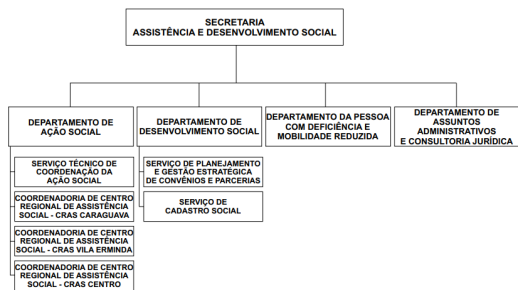 SECRETARIA
ASSISTÊNCIA E DESENVOLVIMENTO SOCIAL
DEPARTAMENTO DE
AÇÃO SOCIAL
DEPARTAMENTO DE
DESENVOLVIMENTO SOCIAL
DEPARTAMENTO DA PESSOA
COM DEFICIÊNCIA E
MOBILIDADE REDUZIDA
DEPARTAMENTO DE
ASSUNTOS
ADMINISTRATIVOS
E CONSULTORIA JURÍDICA
SERVIÇO TÉCNICO DE
COORDENAÇÃO DA
AÇÃO SOCIAL
COORDENADORIA DE CENTRO
REGIONAL DE ASSISTÊNCIA
SOCIAL - CRAS CARAGUAVA
COORDENADORIA DE CENTRO
REGIONAL DE ASSISTÊNCIA
SOCIAL - CRAS VILA ERMINDA
COORDENADORIA DE CENTRO
REGIONAL DE ASSISTÊNCIA
SOCIAL - CRAS CENTRO
SERVIÇO DE PLANEJAMENTO
E GESTÃO ESTRATÉGICA
DE CONVÊNIOS E PARCERIAS
SERVIÇO DE
CADASTRO SOCIAL